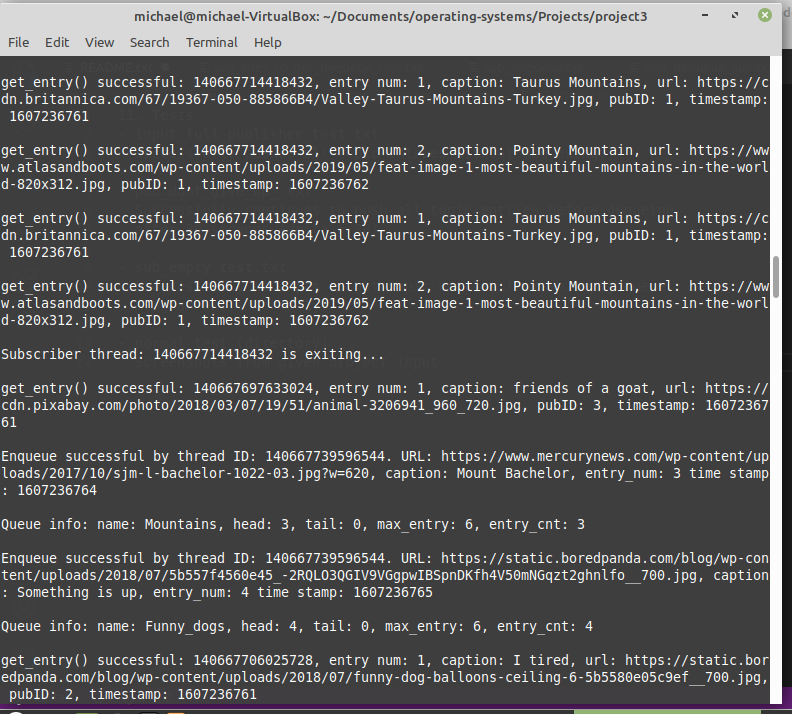 michael@michael-VirtualBox: ~/Documents/operating-systems/Projects/project3
File Edit View Search Terminal Help
get_entry() successful: 140667714418432, entry num: 1, caption: Taurus Mountains, url: https://c
dn.britannica.com/67/19367-050-885866B4/Valley-Taurus-Mountains-Turkey.jpg, pubID: 1, timestamp:
1607236761
get_entry() successful: 140667714418432, entry num: 2, caption: Pointy Mountain, url: https://ww
w.atlasandboots.com/wp-content/uploads/2019/05/feat-image-1-most-beautiful-mountains-in-the-worl
d-820x312.jpg, pubID: 1, timestamp: 1607236762
get_entry() successful: 140667714418432, entry num: 1, caption: Taurus Mountains, url: https://c
dn.britannica.com/67/19367-050-885866B4/Valley-Taurus-Mountains-Turkey.jpg, pubID: 1, timestamp:
1607236761
get_entry() successful: 140667714418432, entry num: 2, caption: Pointy Mountain, url: https://ww
w.atlasandboots.com/wp-content/uploads/2019/05/feat-image-1-most-beautiful-mountains-in-the-worl
d-820x312.jpg, pubID: 1, timestamp: 1607236762
Subscriber thread: 140667714418432 is exiting...
get_entry() successful: 140667697633024, entry num: 1, caption: friends of a goat, url: https://
cdn.pixabay.com/photo/2018/03/07/19/51/animal-3206941_960_720.jpg, pubID: 3, timestamp: 16072367
61
Enqueue successful by thread ID: 140667739596544. URL: https://www.mercurynews.com/wp-content/up
loads/2017/10/sjm-l-bachelor-1022-03.jpg?w=620, caption: Mount Bachelor, entry_num: 3 time stamp
: 1607236764
Queue info: name: Mountains, head: 3, tail: 0, max_entry: 6, entry_cnt: 3
Enqueue successful by thread ID: 140667739596544. URL: https://static.boredpanda.com/blog/wp-con
tent/uploads/2018/07/5b557f4560e45_-2RQLO3QGIV9VGgpwIBSpnDKfh4V50mNGqzt2ghnlfo__700.jpg, caption
: Something is up, entry_num: 4 time stamp: 1607236765
Queue info: name: Funny_dogs, head: 4, tail: 0, max_entry: 6, entry_cnt: 4
get_entry() successful: 140667706025728, entry num: 1, caption: I tired, url: https://static.bor
edpanda.com/blog/wp-content/uploads/2018/07/funny-dog-balloons-ceiling-6-5b5580e05c9ef__700.jpg,
pubID: 2, timestamp: 1607236761